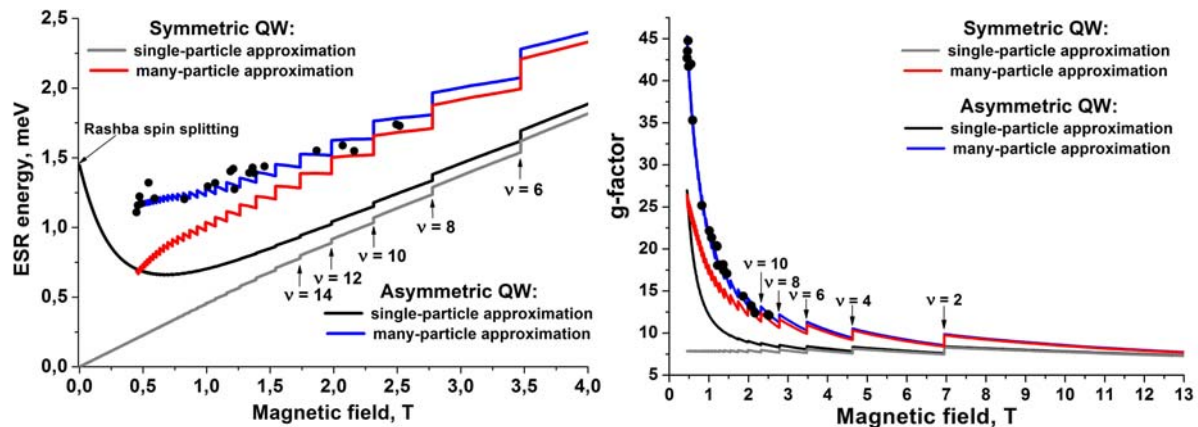 Symmetric QW:
single-particle approximation
many-particle approximation
Rashba spin splitting
ν = 6
ν = 8
ν = 10
ν = 12
ν = 14
Asymmetric QW:
single-particle approximation
many-particle approximation
ESR energy, meV
2,5
2,0
1,5
1,0
0,5
0,0
0,0 0,5 1,0 1,5 2,0 2,5 3,0 3,5 4,0
Magnetic field, T
Symmetric QW:
single-particle approximation
many-particle approximation
Asymmetric QW:
single-particle approximation
many-particle approximation
ν = 10
ν = 8
ν = 6
ν = 4
ν = 2
g-factor
45
40
35
30
25
20
15
10
5
0 1 2 3 4 5 6 7 8 9 10 11 12 13
Magnetic field, T